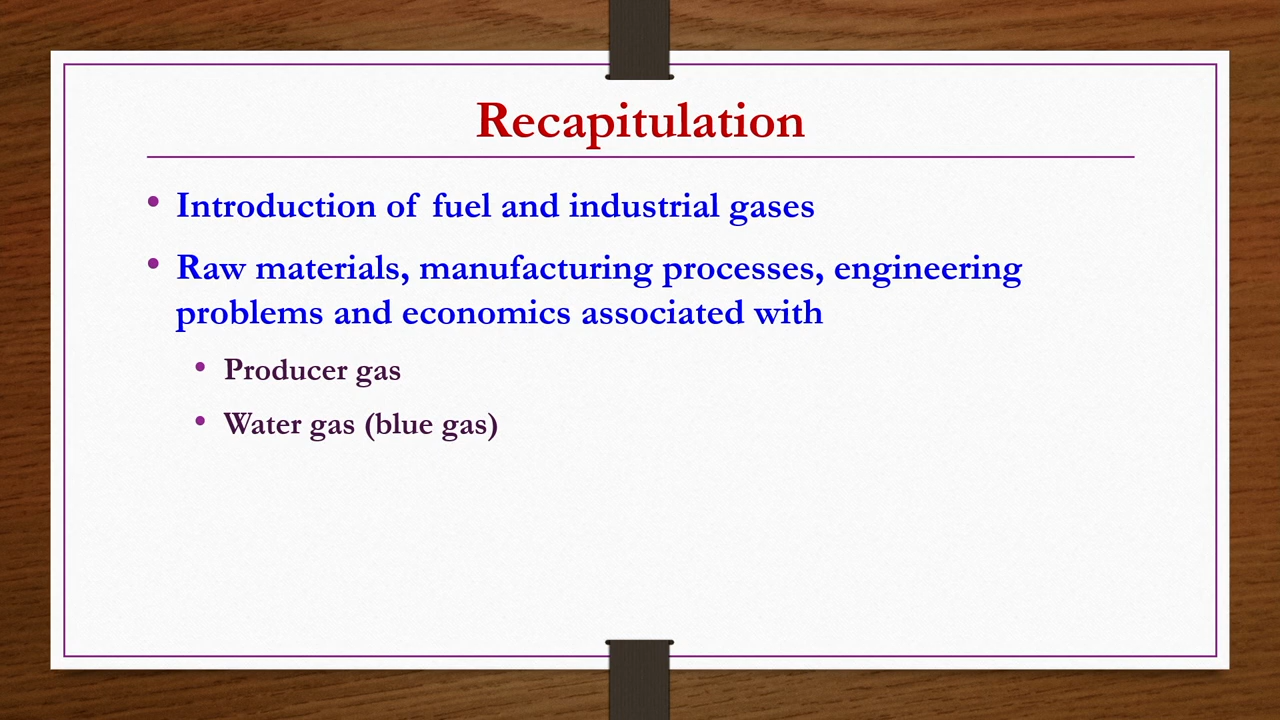 Recapitulation
• Introduction of fuel and industrial gases
• Raw materials, manufacturing processes, engineering
problems and economics associated with
• Producer gas
• Water gas (blue gas)